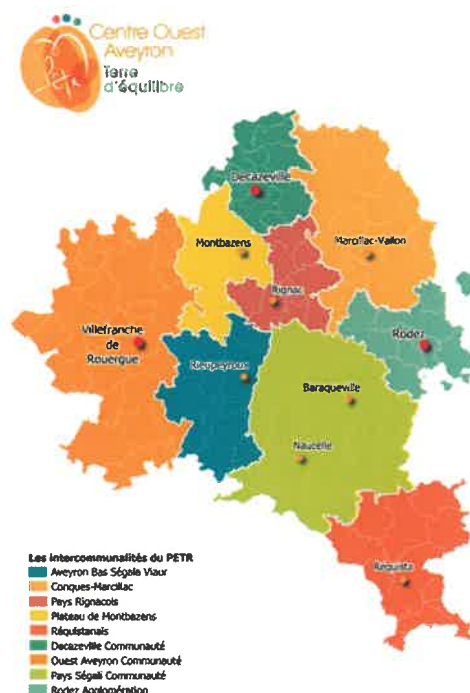 Centre Ouest
Aveyron
Terre
d'équilibre
Decazeville
Montbazens
Marcillac-Vallon
Rignac
Villefranche
de
Rouergue
Rodez
Rieupeyroux
Baraqueville
Naucelle
Réquista
Les intercommunalités du PETR
Aveyron Bas Ségala Viaur
Conques-Marcillac
Pays Rignacois
Plateau de Montbazens
Réquistanais
Decazeville Communauté
Ouest Aveyron Communauté
Pays Ségali Communauté
Rodez Agglomération